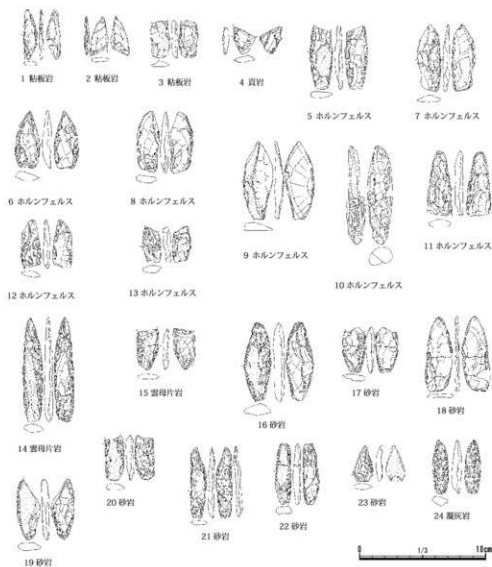 1 粘板岩
2 粘板岩
3 粘板岩
4 頁岩
5 ホルンフェルス
7 ホルンフェルス
6 ホルンフェルス
8 ホルンフェルス
9 ホルンフェルス
10 ホルンフェルス
11 ホルンフェルス
12 ホルンフェルス
13 ホルンフェルス
14 雲母片岩
15 雲母片岩
16 砂岩
17 砂岩
18 砂岩
19 砂岩
20 砂岩
21 砂岩
22 砂岩
23 砂岩
24 凝灰岩
0 1/3 10cm